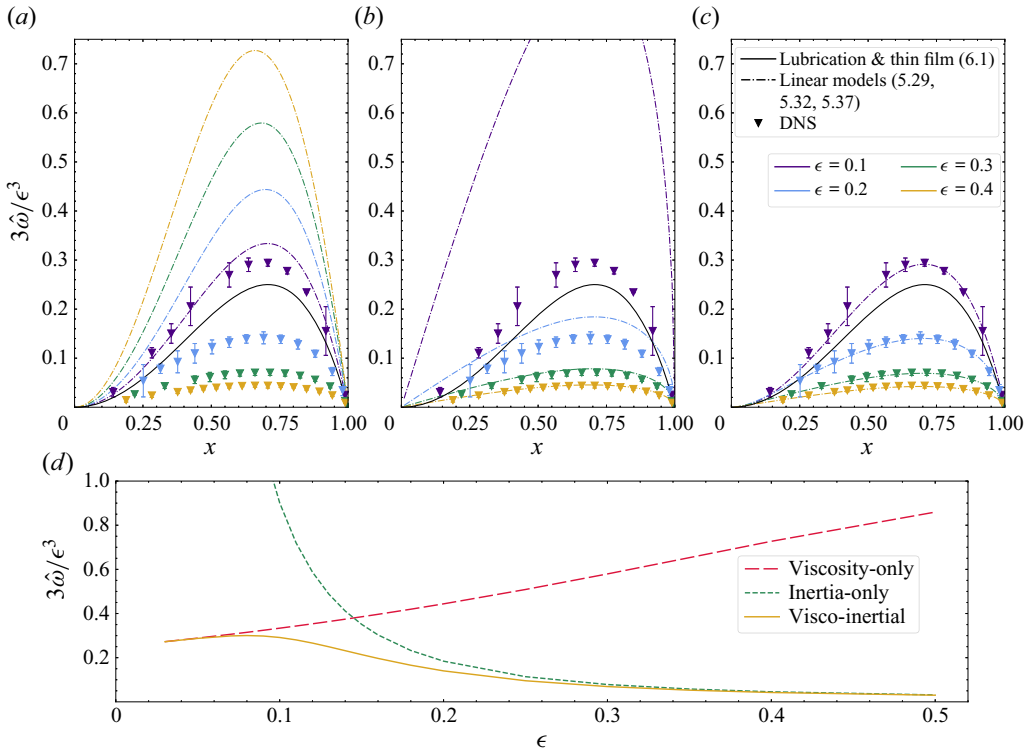 (a)
(b)
(c)
0.7
0.6
0.5
0.4
0.3
0.2
0.1
3ω̂/ϵ³
0
0.25
0.50
0.75
1.00
x
0
0.25
0.50
0.75
1.00
x
0
0.25
0.50
0.75
1.00
x
Lubrication & thin film (6.1)
Linear models (5.29,
5.32, 5.37)
DNS
ϵ = 0.1
ϵ = 0.3
ϵ = 0.2
ϵ = 0.4
(d)
1.0
0.8
0.6
0.4
0.2
3ω̂/ϵ³
Viscosity-only
Inertia-only
Visco-inertial
0
0.1
0.2
0.3
0.4
0.5
ϵ